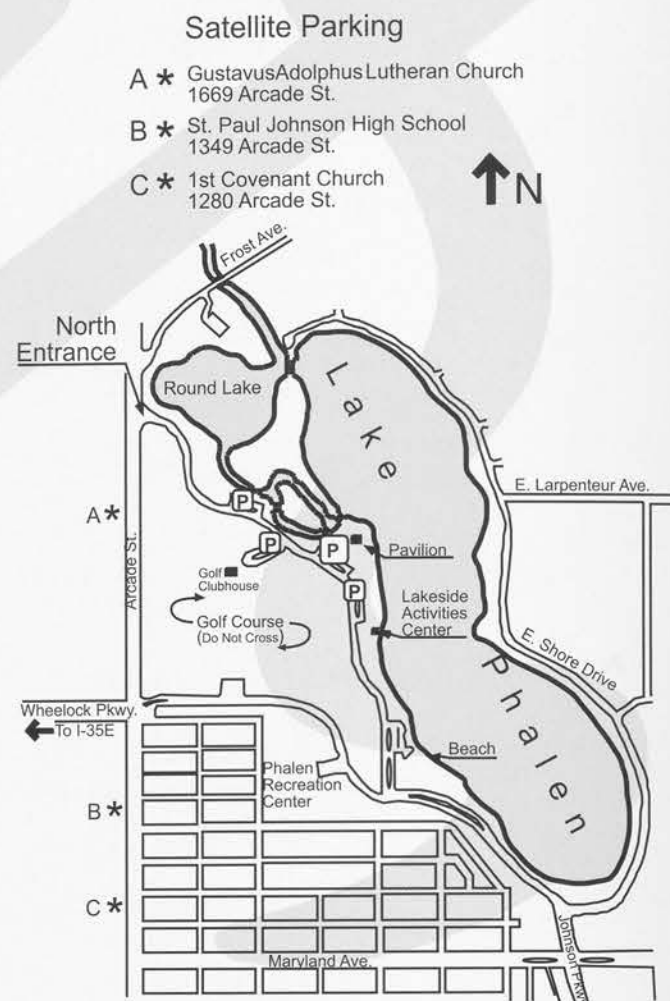 Satellite Parking
A * GustavusAdolphus Lutheran Church
1669 Arcade St.
B * St. Paul Johnson High School
1349 Arcade St.
C * 1st Covenant Church
1280 Arcade St.
N
Frost Ave.
North
Entrance
Round Lake
Lake
E. Larpenteur Ave.
P
A *
P
P
Pavilion
Arcade St.
Golf
Clubhouse
P
Lakeside
Activities
Center
Golf Course
(Do Not Cross)
E. Shore Drive
Phalen
Wheelock Pkwy.
To I-35E
Beach
Phalen
Recreation
Center
B *
C *
Johnson Pkwy.
Maryland Ave.